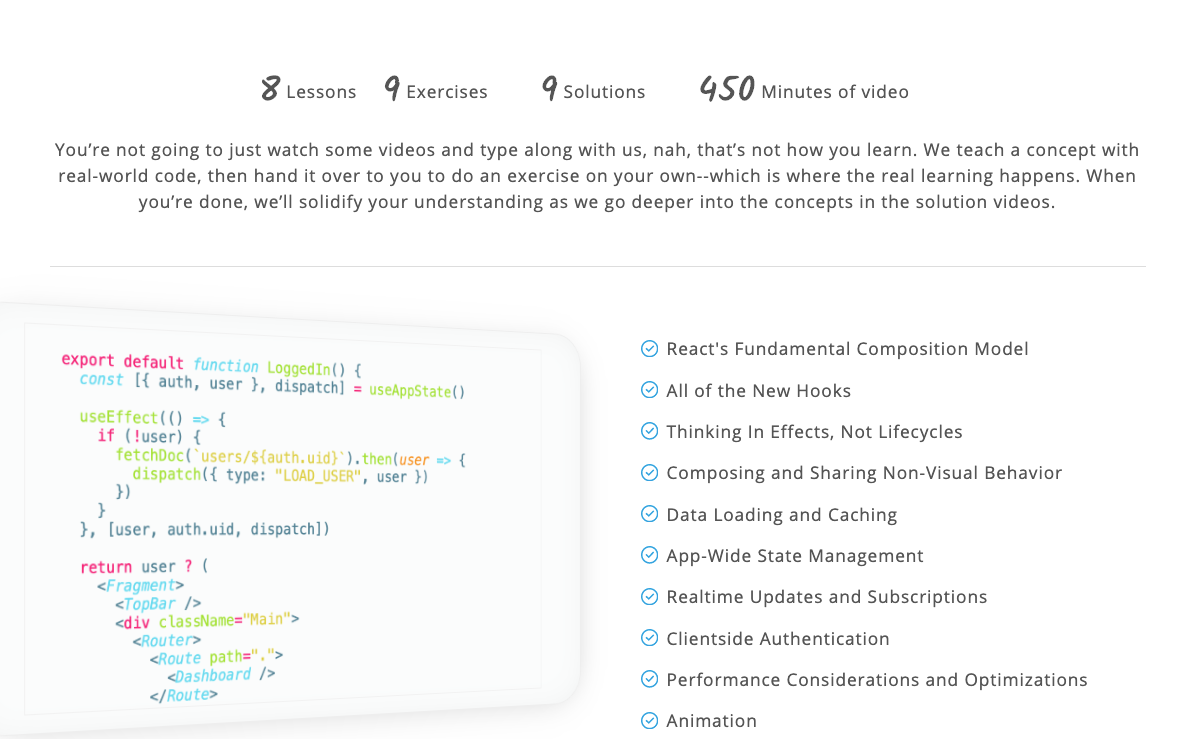 8 Lessons 9 Exercises 9 Solutions 450 Minutes of video
You’re not going to just watch some videos and type along with us, nah, that’s not how you learn. We teach a concept with
real-world code, then hand it over to you to do an exercise on your own--which is where the real learning happens. When
you’re done, we’ll solidify your understanding as we go deeper into the concepts in the solution videos.
export default function LoggedIn() {
const [{ auth, user }, dispatch] = useAppState()
useEffect(() => {
if (!user) {
fetchDoc(`users/${auth.uid}`).then(user => {
dispatch({ type: "LOAD_USER", user })
})
}
}, [user, auth.uid, dispatch])
return user ? (
<Fragment>
<TopBar />
<div className="Main">
<Router>
<Route path=".">
<Dashboard />
</Route>
React's Fundamental Composition Model
All of the New Hooks
Thinking In Effects, Not Lifecycles
Composing and Sharing Non-Visual Behavior
Data Loading and Caching
App-Wide State Management
Realtime Updates and Subscriptions
Clientside Authentication
Performance Considerations and Optimizations
Animation